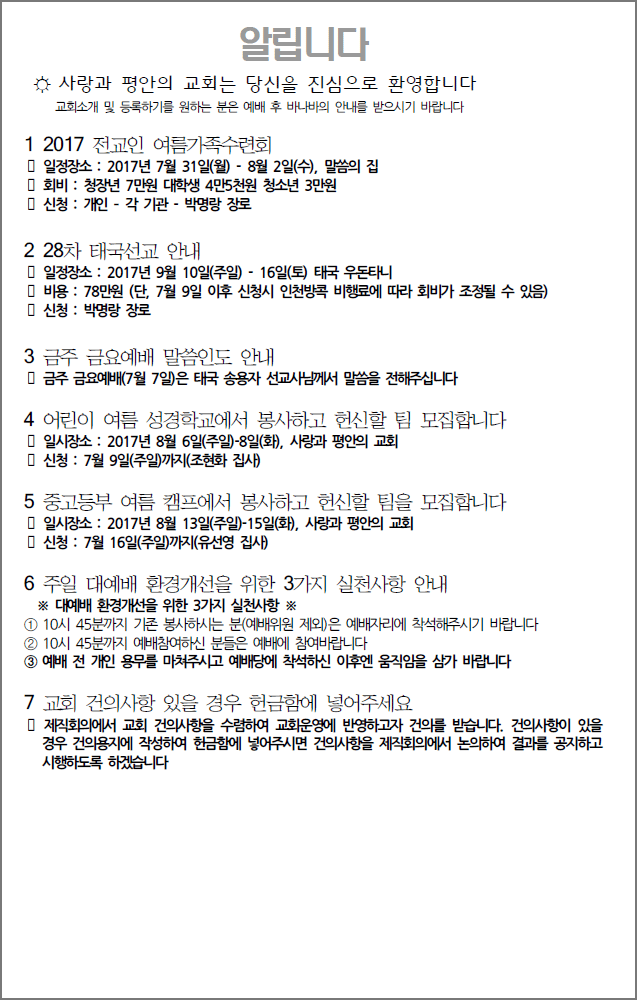 알립니다
☼ 사랑과 평안의 교회는 당신을 진심으로 환영합니다
교회소개 및 등록하기를 원하는 분은 예배 후 바나바의 안내를 받으시기 바랍니다
1 2017 전교인 여름가족수련회
▯ 일정장소 : 2017년 7월 31일(월) - 8월 2일(수), 말씀의 집
▯ 회비 : 청장년 7만원 대학생 4만5천원 청소년 3만원
▯ 신청 : 개인 - 각 기관 - 박명랑 장로
2 28차 태국선교 안내
▯ 일정장소 : 2017년 9월 10일(주일) - 16일(토) 태국 우돈타니
▯ 비용 : 78만원 (단, 7월 9일 이후 신청시 인천방콕 비행료에 따라 회비가 조정될 수 있음)
▯ 신청 : 박명랑 장로
3 금주 금요예배 말씀인도 안내
▯ 금주 금요예배(7월 7일)은 태국 송용자 선교사님께서 말씀을 전해주십니다
4 어린이 여름 성경학교에서 봉사하고 헌신할 팀 모집합니다
▯ 일시장소 : 2017년 8월 6일(주일)-8일(화), 사랑과 평안의 교회
▯ 신청 : 7월 9일(주일)까지(조현화 집사)
5 중고등부 여름 캠프에서 봉사하고 헌신할 팀을 모집합니다
▯ 일시장소 : 2017년 8월 13일(주일)-15일(화), 사랑과 평안의 교회
▯ 신청 : 7월 16일(주일)까지(유선영 집사)
6 주일 대예배 환경개선을 위한 3가지 실천사항 안내
※ 대예배 환경개선을 위한 3가지 실천사항 ※
① 10시 45분까지 기존 봉사하시는 분(예배위원 제외)은 예배자리에 착석해주시기 바랍니다
② 10시 45분까지 예배참여하신 분들은 예배에 참여바랍니다
③ 예배 전 개인 용무를 마쳐주시고 예배당에 착석하신 이후엔 움직임을 삼가 바랍니다
7 교회 건의사항 있을 경우 헌금함에 넣어주세요
▯ 제직회의에서 교회 건의사항을 수렴하여 교회운영에 반영하고자 건의를 받습니다. 건의사항이 있을
경우 건의용지에 작성하여 헌금함에 넣어주시면 건의사항을 제직회의에서 논의하여 결과를 공지하고
시행하도록 하겠습니다